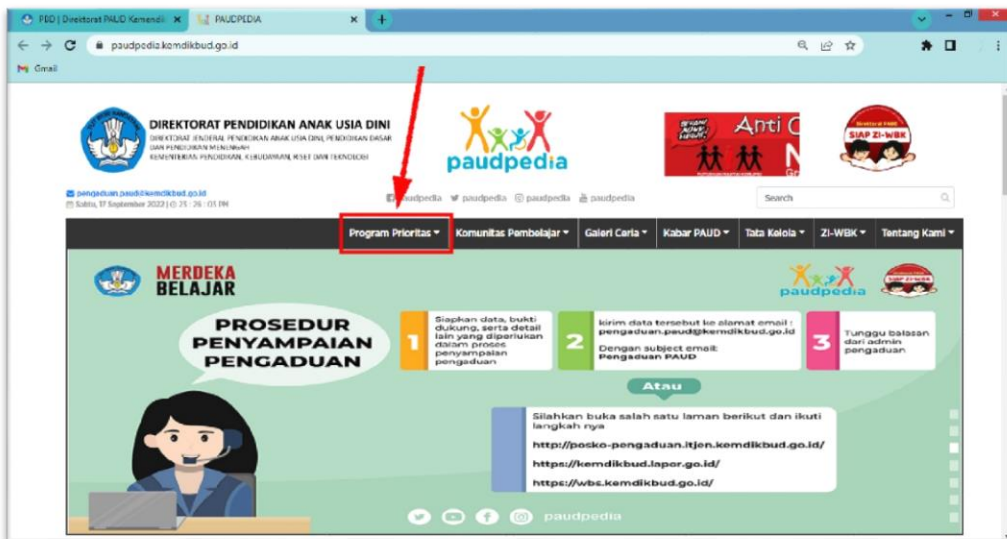 PBD | Direktorat PAUD Kemendik
PAUDPEDIA
paudpedia.kemdikbud.go.id
Gmail
DIREKTORAT PENDIDIKAN ANAK USIA DINI
DIREKTORAT JENDERAL PENDIDIKAN ANAK USIA DINI, PENDIDIKAN DASAR
DAN PENDIDIKAN MENENGAH
KEMENTERIAN PENDIDIKAN, KEBUDAYAAN, RISET DAN TEKNOLOGI
paudpedia
Anti
SIAP ZI-WBK
pengaduan.paud@kemdikbud.go.id
Sabtu, 17 September 2022 |
paudpedia paudpedia paudpedia paudpedia
Search
Program Prioritas Komunitas Pembelajar Galeri Ceria Kabar PAUD Tata Kelola ZI-WBK Tentang Kami
MERDEKA
BELAJAR
paudpedia
SIAP ZI-WBK
PROSEDUR
PENYAMPAIAN
PENGADUAN
1
Siapkan data, bukti
dukung, serta detail
lain yang diperlukan
dalam proses
penyampaian
pengaduan
2
kirim data tersebut ke alamat email :
pengaduan.paud@kemdikbud.go.id
Dengan subject email:
Pengaduan PAUD
3
Tunggu balasan
dari admin
pengaduan
Atau
Silahkan buka salah satu laman berikut dan ikuti
langkah nya
http://posko-pengaduan.itjen.kemdikbud.go.id/
https://kemdikbud.lapor.go.id/
https://wbs.kemdikbud.go.id/
paudpedia